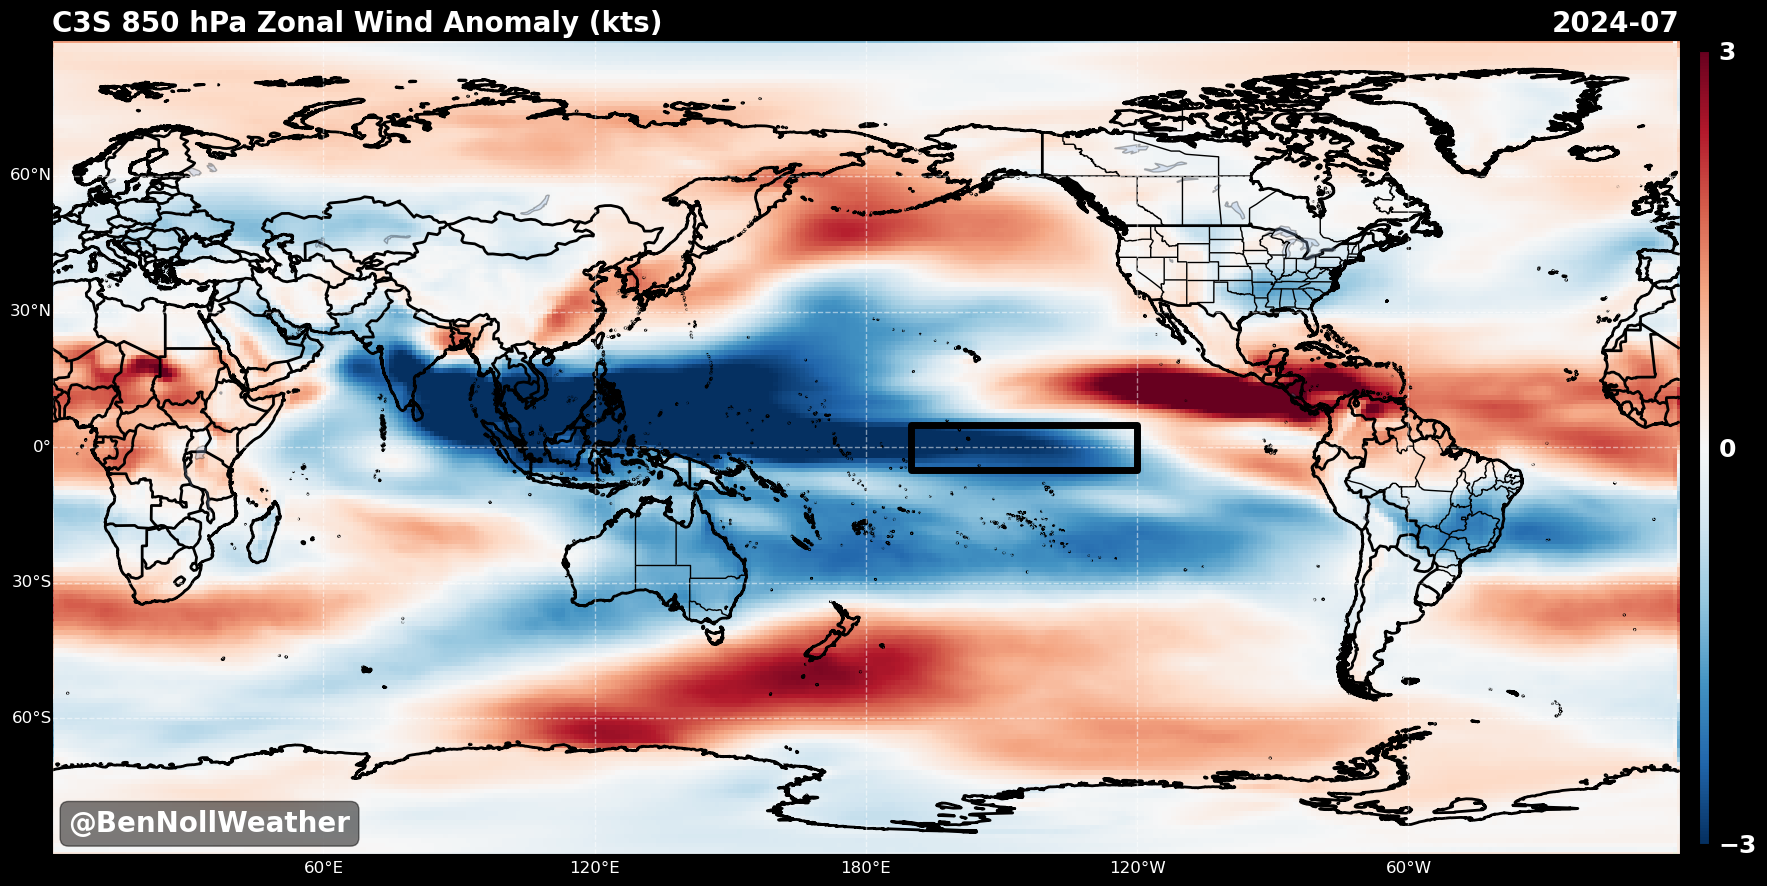 C3S 850 hPa Zonal Wind Anomaly (kts)
2024-07
3
60°N
30°N
0°
0
30°S
60°S
@BenNollWeather
−3
60°E
120°E
180°E
120°W
60°W